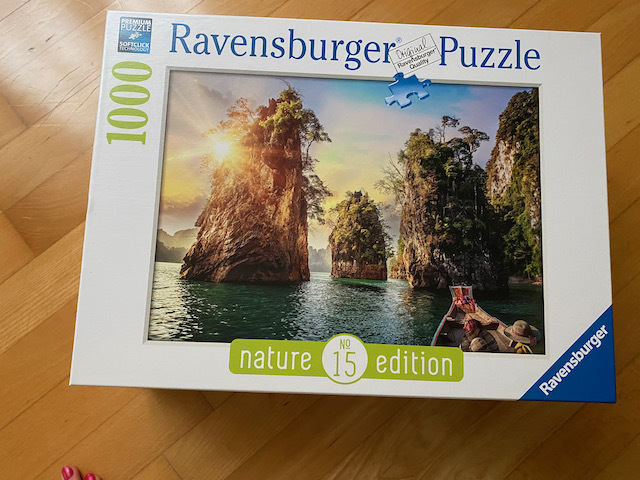 PREMIUM
PUZZLE
SOFTCLICK
TECHNOLOGY
Ravensburger® Puzzle
Original
Ravensburger
Quality
1000
nature No 15 edition
Ravensburger